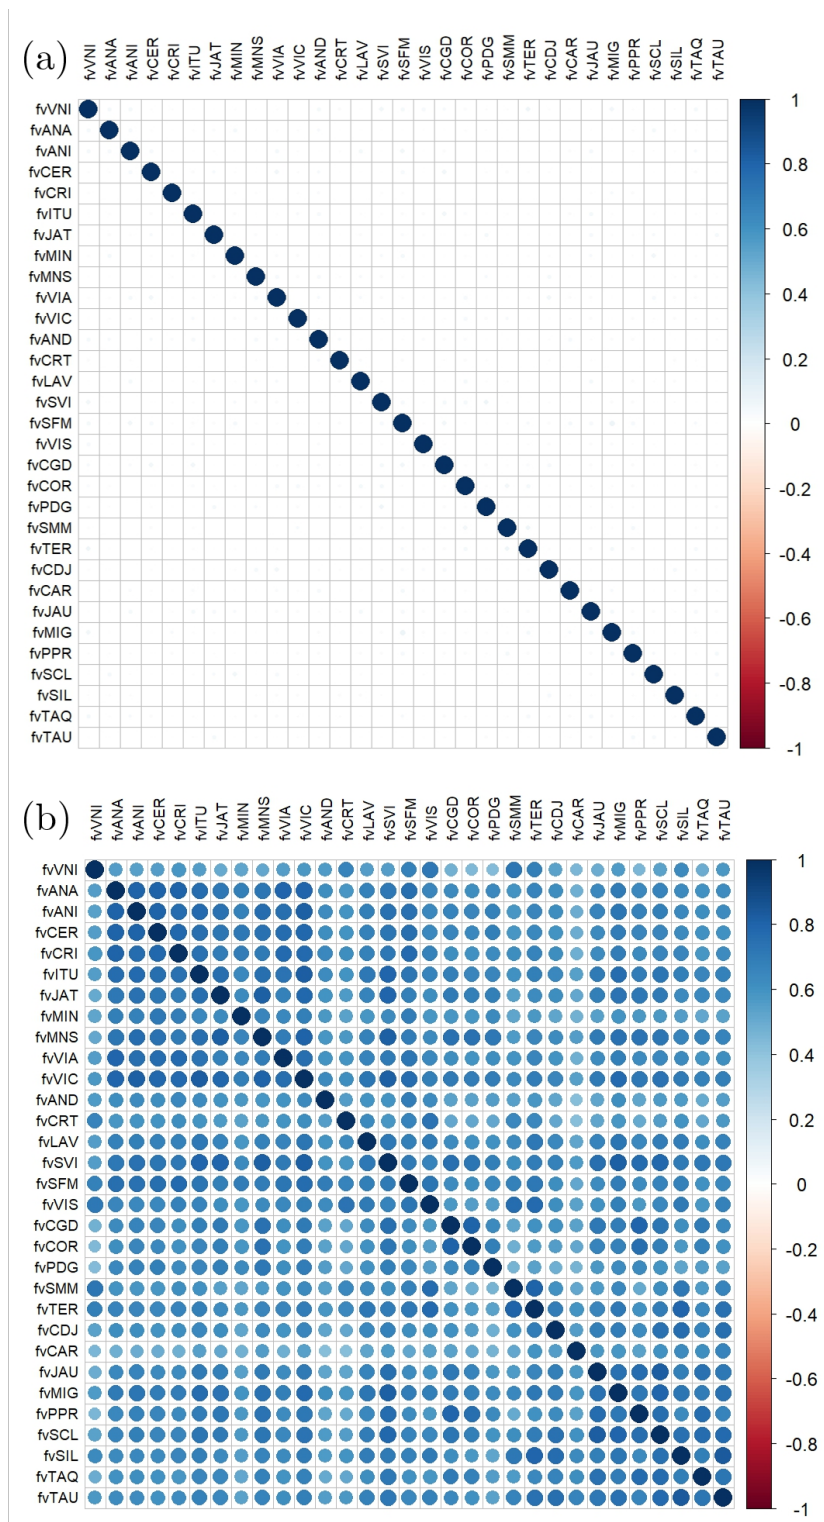 (a)
fvVNI fvANA fvANI fvCER fvCRI fvITU fvJAT fvMIN fvMNS fvVIA fvVIC fvAND fvCRT fvLAV fvSVI fvSFM fvVIS fvCGD fvCOR fvPDG fvSMM fvTER fvCDJ fvCAR fvJAU fvMIG fvPPR fvSCL fvSIL fvTAQ fvTAU
fvVNI
fvANA
fvANI
fvCER
fvCRI
fvITU
fvJAT
fvMIN
fvMNS
fvVIA
fvVIC
fvAND
fvCRT
fvLAV
fvSVI
fvSFM
fvVIS
fvCGD
fvCOR
fvPDG
fvSMM
fvTER
fvCDJ
fvCAR
fvJAU
fvMIG
fvPPR
fvSCL
fvSIL
fvTAQ
fvTAU
1
0.8
0.6
0.4
0.2
0
-0.2
-0.4
-0.6
-0.8
-1
(b)
fvVNI fvANA fvANI fvCER fvCRI fvITU fvJAT fvMIN fvMNS fvVIA fvVIC fvAND fvCRT fvLAV fvSVI fvSFM fvVIS fvCGD fvCOR fvPDG fvSMM fvTER fvCDJ fvCAR fvJAU fvMIG fvPPR fvSCL fvSIL fvTAQ fvTAU
fvVNI
fvANA
fvANI
fvCER
fvCRI
fvITU
fvJAT
fvMIN
fvMNS
fvVIA
fvVIC
fvAND
fvCRT
fvLAV
fvSVI
fvSFM
fvVIS
fvCGD
fvCOR
fvPDG
fvSMM
fvTER
fvCDJ
fvCAR
fvJAU
fvMIG
fvPPR
fvSCL
fvSIL
fvTAQ
fvTAU
1
0.8
0.6
0.4
0.2
0
-0.2
-0.4
-0.6
-0.8
-1